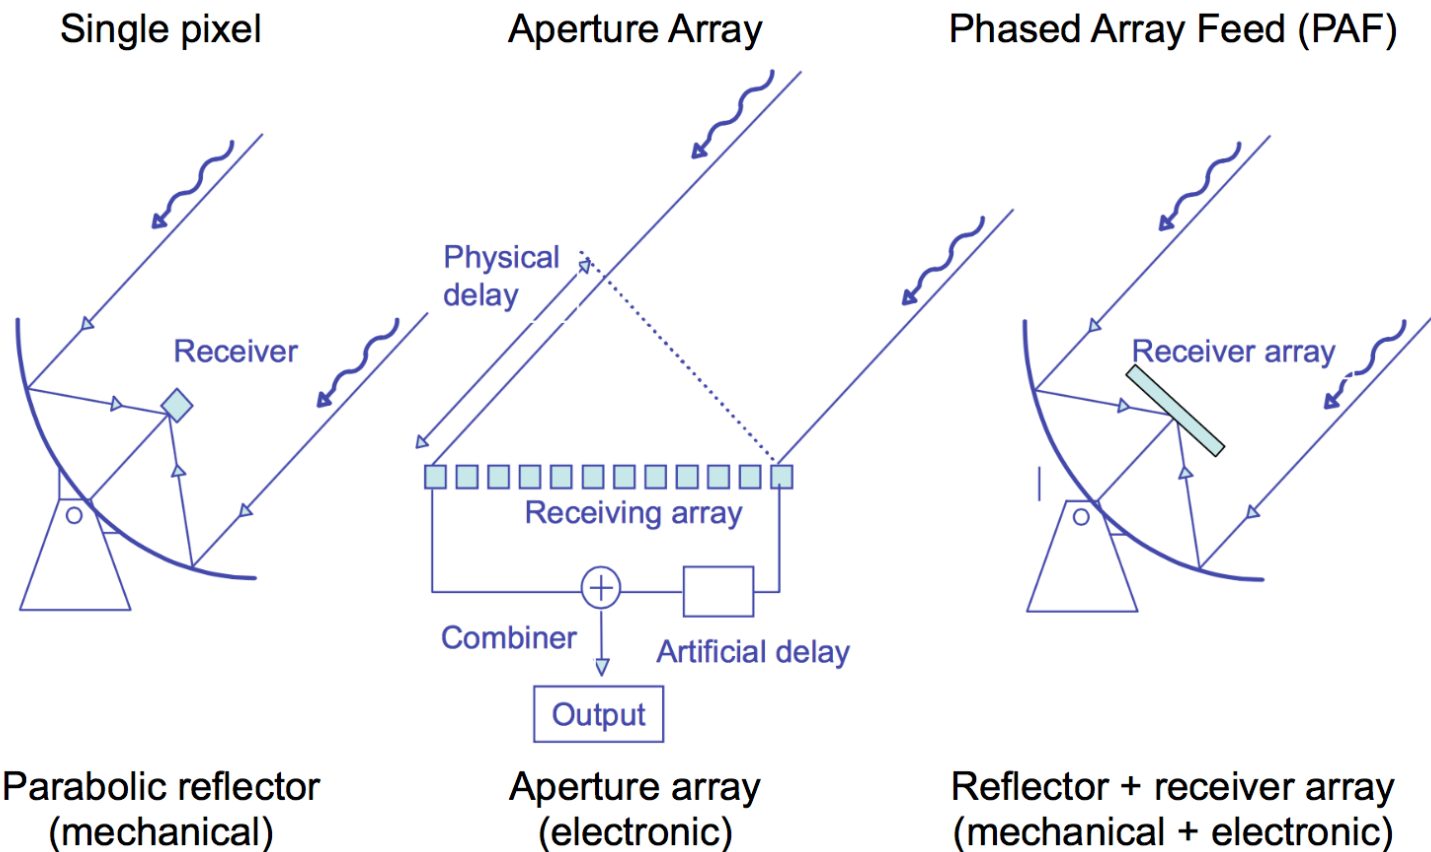 Single pixel
Aperture Array
Phased Array Feed (PAF)
Physical
delay
Receiver
Receiver array
Receiving array
Combiner
Artificial delay
Output
Parabolic reflector
(mechanical)
Aperture array
(electronic)
Reflector + receiver array
(mechanical + electronic)